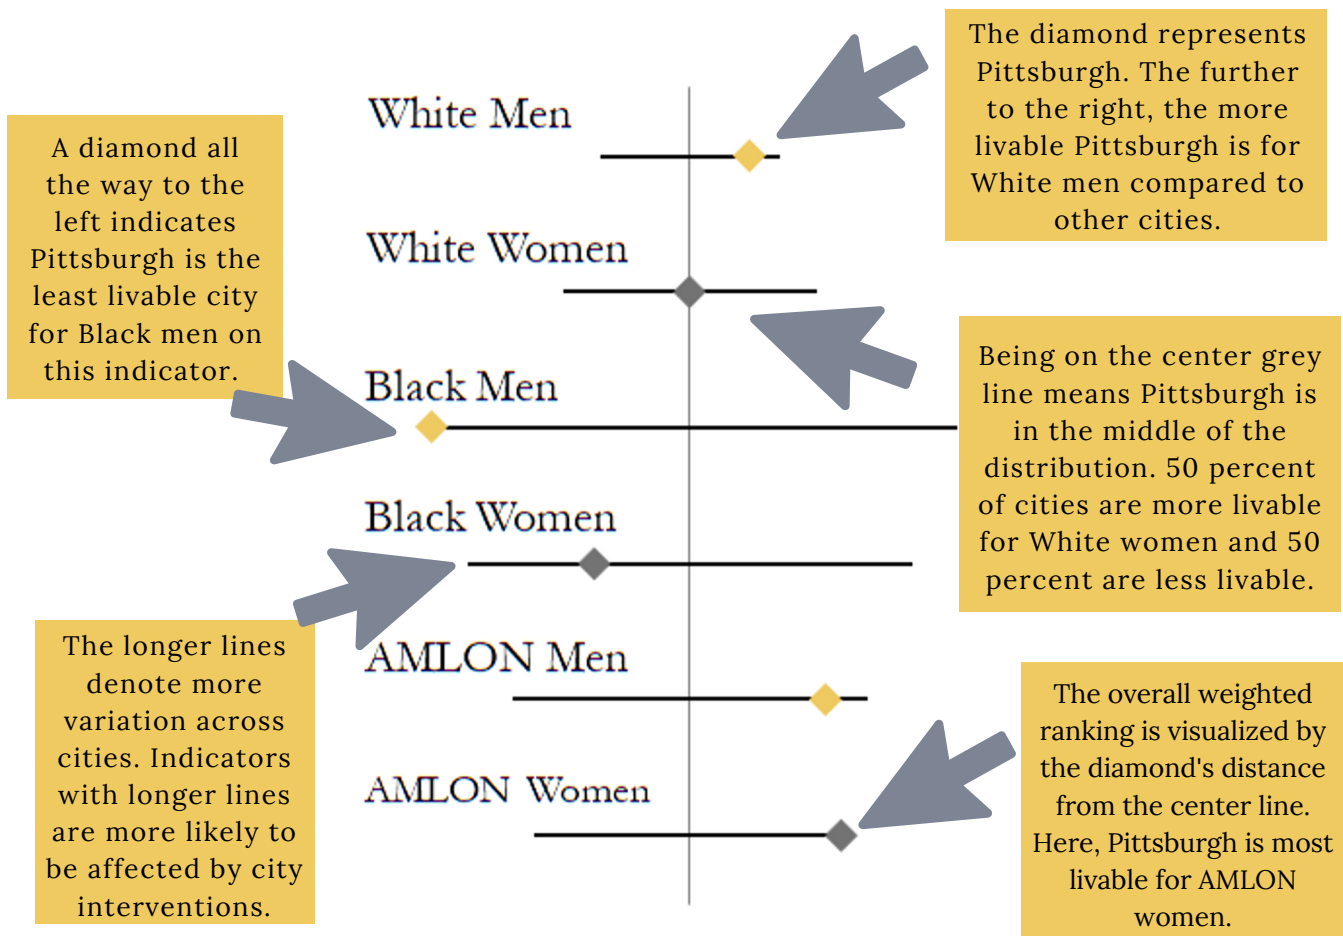 The diamond represents
Pittsburgh. The further
to the right, the more
livable Pittsburgh is for
White men compared to
other cities.
White Men
A diamond all
the way to the
left indicates
Pittsburgh is the
least livable city
for Black men on
this indicator.
White Women
Being on the center grey
line means Pittsburgh is
in the middle of the
distribution. 50 percent
of cities are more livable
for White women and 50
percent are less livable.
Black Men
Black Women
The longer lines
denote more
variation across
cities. Indicators
with longer lines
are more likely to
be affected by city
interventions.
AMLON Men
The overall weighted
ranking is visualized by
the diamond's distance
from the center line.
Here, Pittsburgh is most
livable for AMLON
women.
AMLON Women